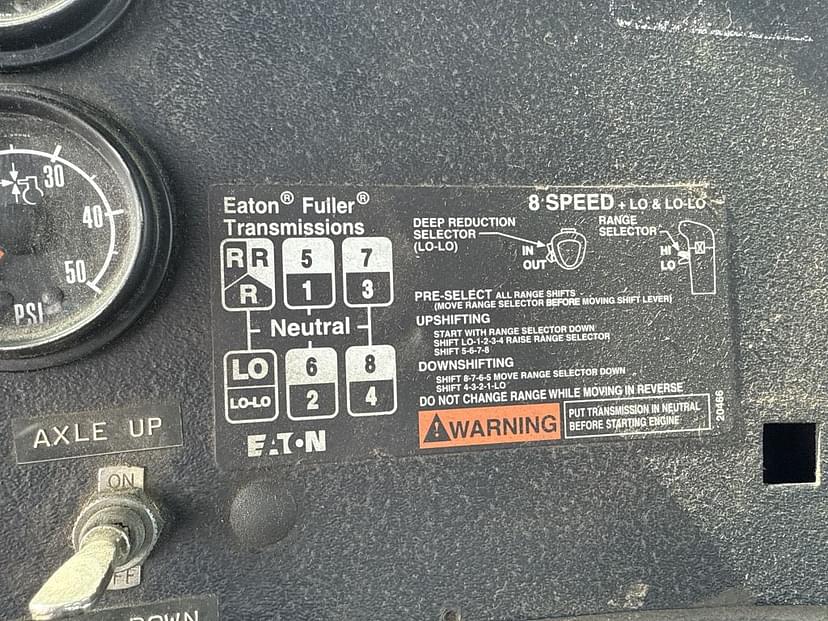 30
40
50
PSI
Eaton® Fuller®
Transmissions
8 SPEED + LO & LO-LO
DEEP REDUCTION
SELECTOR
(LO-LO)
IN
OUT
RANGE
SELECTOR
HI
LO
R R 5 7
R 1 3
Neutral
LO 6 8
LO-LO 2 4
EATON
PRE-SELECT ALL RANGE SHIFTS
(MOVE RANGE SELECTOR BEFORE MOVING SHIFT LEVER)
UPSHIFTING
START WITH RANGE SELECTOR DOWN
SHIFT LO-1-2-3-4 RAISE RANGE SELECTOR
SHIFT 5-6-7-8
DOWNSHIFTING
SHIFT 8-7-6-5 MOVE RANGE SELECTOR DOWN
SHIFT 4-3-2-1-LO
DO NOT CHANGE RANGE WHILE MOVING IN REVERSE
WARNING
PUT TRANSMISSION IN NEUTRAL
BEFORE STARTING ENGINE
20486
AXLE UP
ON
OFF
DOWN